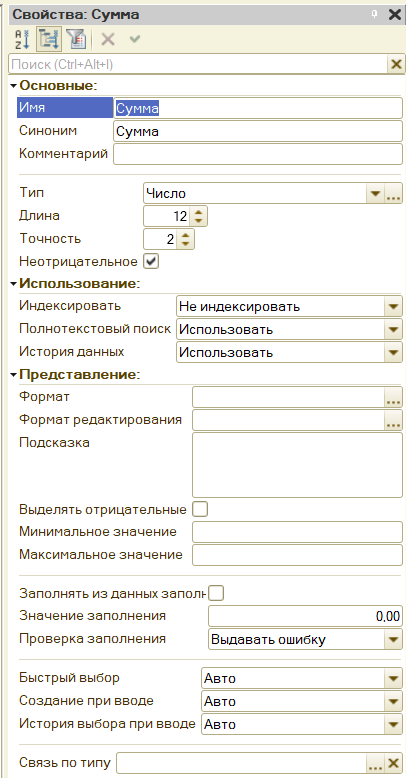 Свойства: Сумма
Поиск (Ctrl+Alt+I)
Основные:
Имя Сумма
Синоним Сумма
Комментарий
Тип Число
Длина 12
Точность 2
Неотрицательное
Использование:
Индексировать Не индексировать
Полнотекстовый поиск Использовать
История данных Использовать
Представление:
Формат
Формат редактирования
Подсказка
Выделять отрицательные
Минимальное значение
Максимальное значение
Заполнять из данных заполн
Значение заполнения 0,00
Проверка заполнения Выдавать ошибку
Быстрый выбор Авто
Создание при вводе Авто
История выбора при вводе Авто
Связь по типу